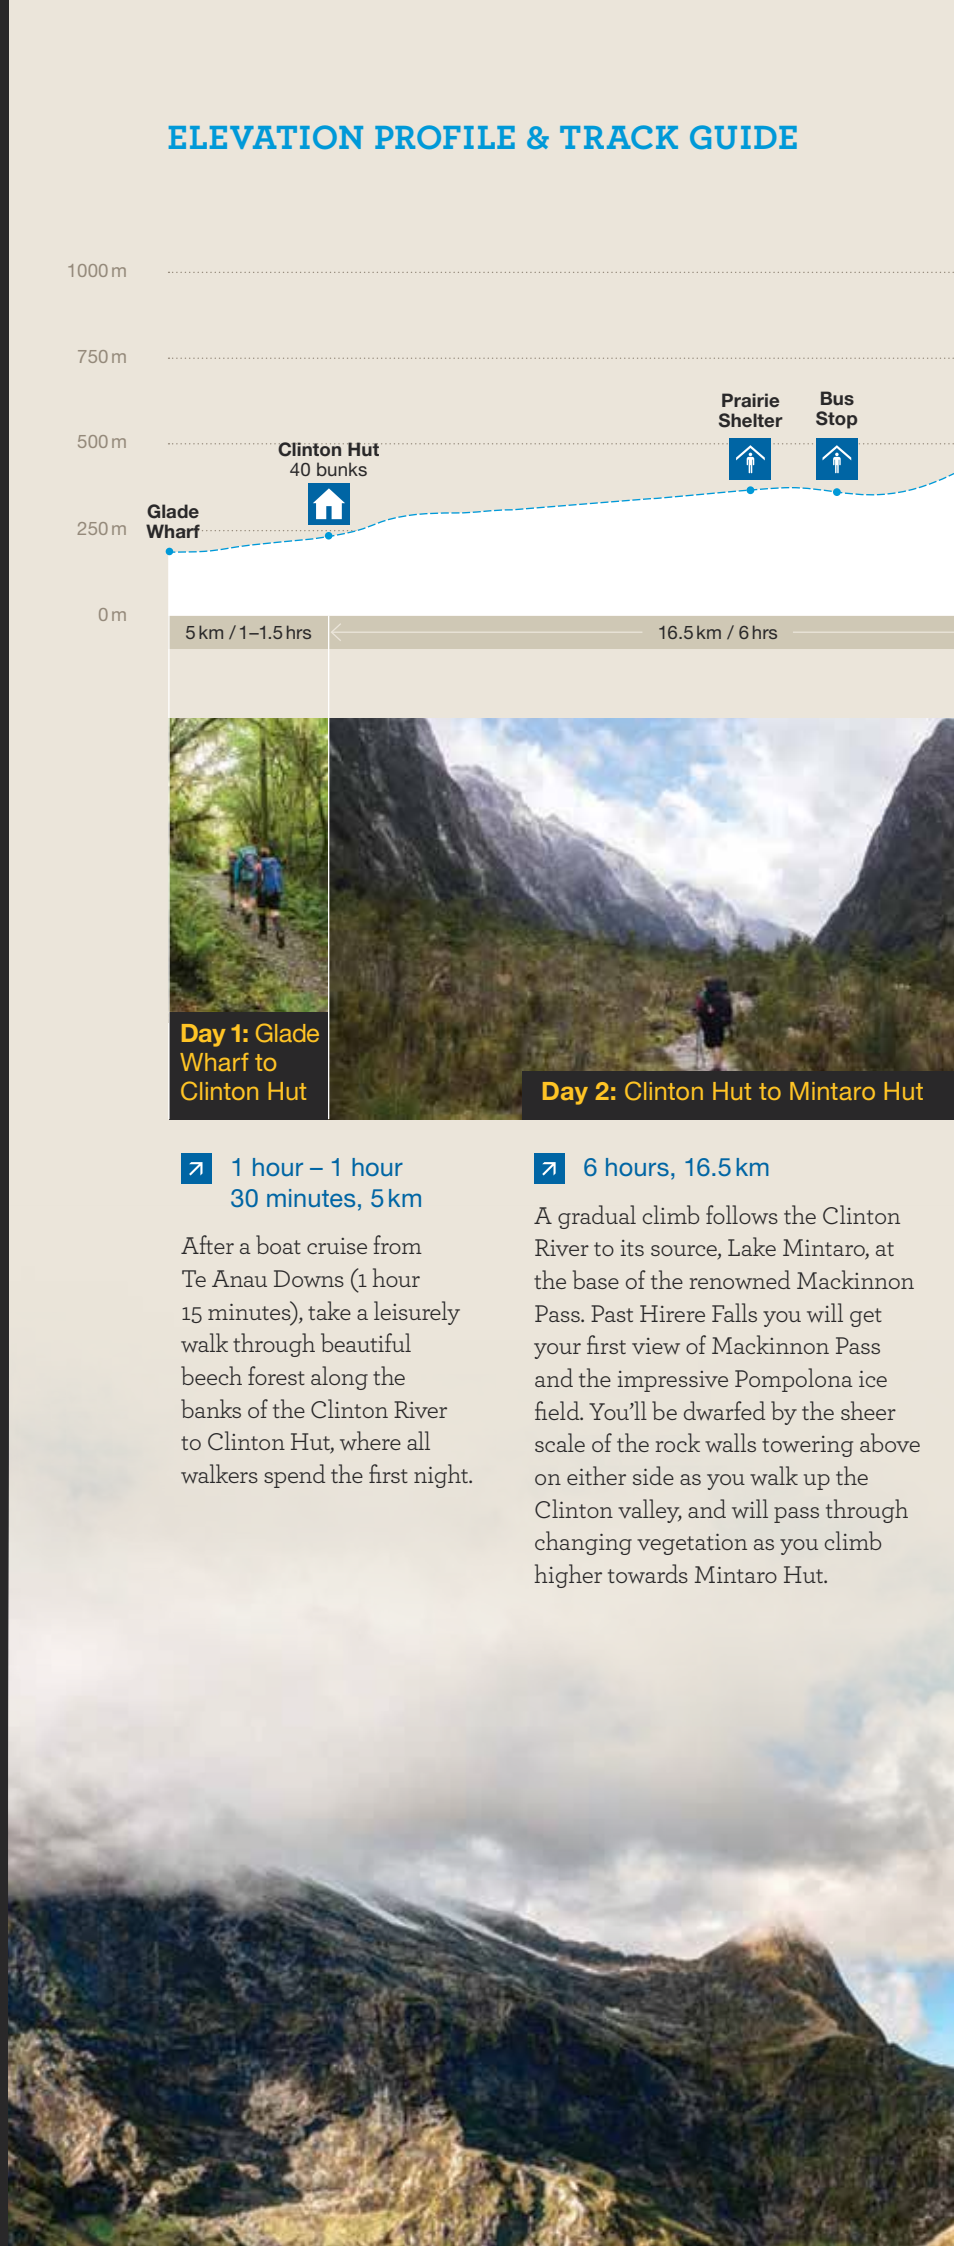 ELEVATION PROFILE & TRACK GUIDE
1000 m
750 m
500 m
250 m
0 m
Glade
Wharf
Clinton Hut
40 bunks
Prairie
Shelter
Bus
Stop
5 km / 1–1.5 hrs
16.5 km / 6 hrs
Day 1: Glade
Wharf to
Clinton Hut
Day 2: Clinton Hut to Mintaro Hut
1 hour – 1 hour
30 minutes, 5 km
After a boat cruise from
Te Anau Downs (1 hour
15 minutes), take a leisurely
walk through beautiful
beech forest along the
banks of the Clinton River
to Clinton Hut, where all
walkers spend the first night.
6 hours, 16.5 km
A gradual climb follows the Clinton
River to its source, Lake Mintaro, at
the base of the renowned Mackinnon
Pass. Past Hirere Falls you will get
your first view of Mackinnon Pass
and the impressive Pompolona ice
field. You’ll be dwarfed by the sheer
scale of the rock walls towering above
on either side as you walk up the
Clinton valley, and will pass through
changing vegetation as you climb
higher towards Mintaro Hut.